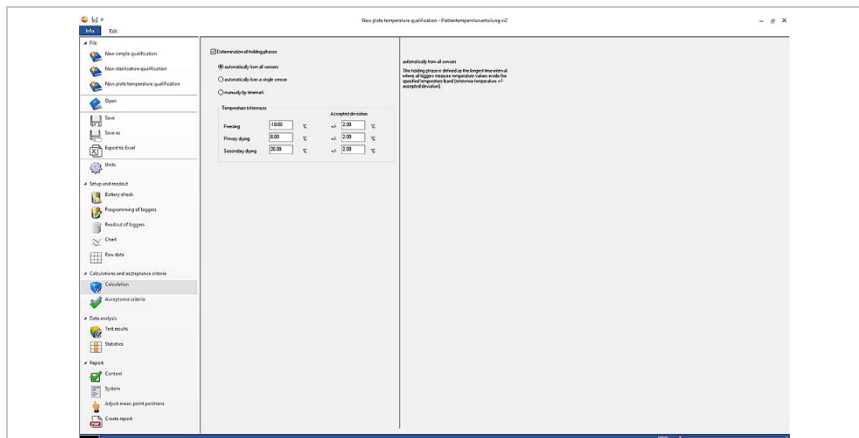 New plate temperature qualification - Plattentemperaturverteilung.vi2
Info
Edit
File
New simple qualification
New sterilisation qualification
New plate temperature qualification
Open
Save
Save as
Export to Excel
Units
Setup and readout
Battery check
Programming of loggers
Readout of loggers
Chart
Raw data
Calculations and acceptance criteria
Calculation
Acceptance criteria
Data analysis
Test results
Statistics
Report
Content
System
Adjust meas. point positions
Create report
Determination of holding phases
automatically from all sensors
automatically from a single sensor
manually by timemark
Temperature references
Accepted deviation
Freezing -10.00 °C +/- 2.00 °C
Primary drying 0.00 °C +/- 2.00 °C
Secondary drying 20.00 °C +/- 2.00 °C
automatically from all sensors
The holding phase is defined as the longest time interval
where all loggers measure temperature values inside the
specified temperature band (reference temperature +/-
accepted deviation)